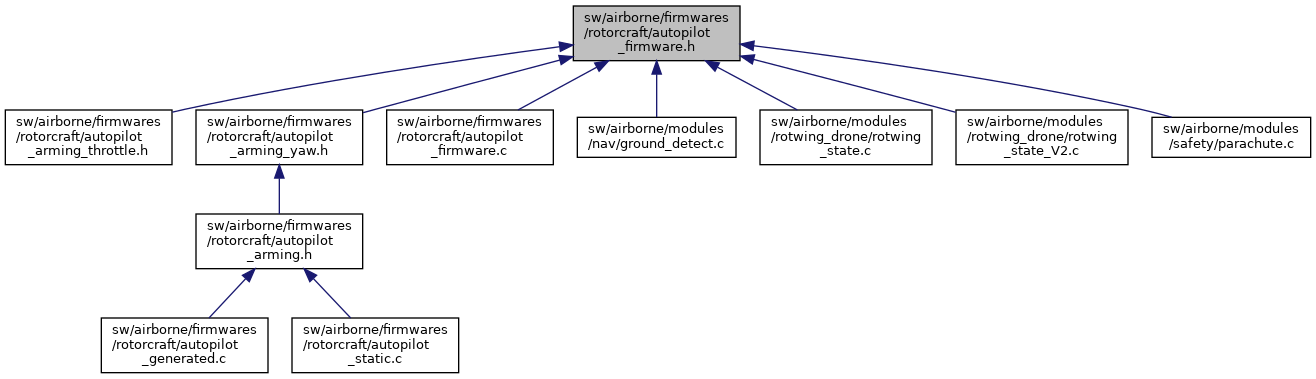 sw/airborne/firmwares
/rotorcraft/autopilot
_firmware.h
sw/airborne/firmwares
/rotorcraft/autopilot
_arming_throttle.h
sw/airborne/firmwares
/rotorcraft/autopilot
_arming_yaw.h
sw/airborne/firmwares
/rotorcraft/autopilot
_firmware.c
sw/airborne/modules
/nav/ground_detect.c
sw/airborne/modules
/rotwing_drone/rotwing
_state.c
sw/airborne/modules
/rotwing_drone/rotwing
_state_V2.c
sw/airborne/modules
/safety/parachute.c
sw/airborne/firmwares
/rotorcraft/autopilot
_arming.h
sw/airborne/firmwares
/rotorcraft/autopilot
_generated.c
sw/airborne/firmwares
/rotorcraft/autopilot
_static.c